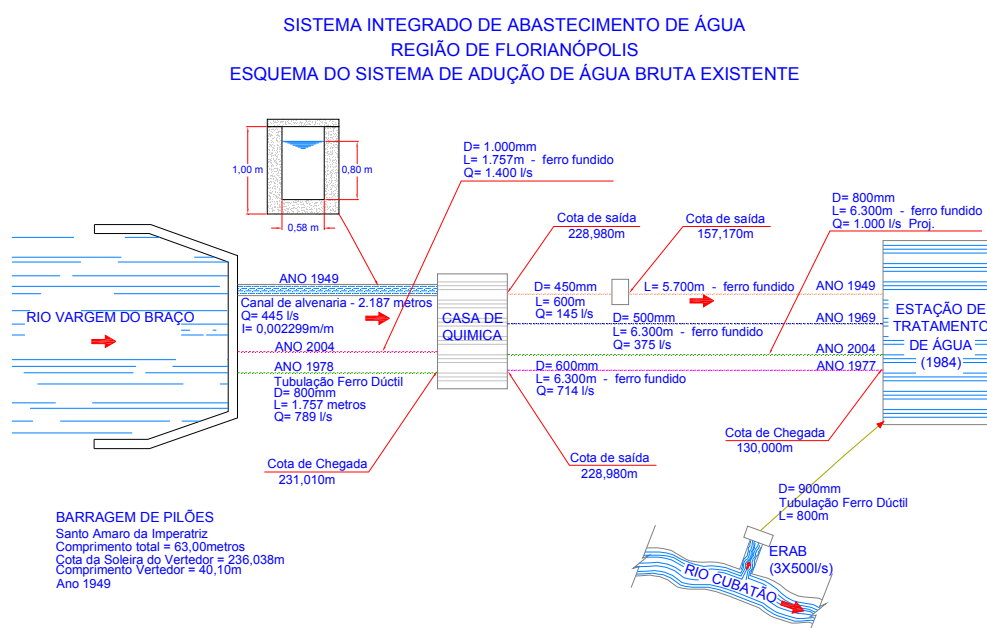 SISTEMA INTEGRADO DE ABASTECIMENTO DE ÁGUA
REGIÃO DE FLORIANÓPOLIS
ESQUEMA DO SISTEMA DE ADUÇÃO DE ÁGUA BRUTA EXISTENTE
1,00 m
0,80 m
0,58 m
D= 1.000mm
L= 1.757m - ferro fundido
Q= 1.400 l/s
Cota de saída
228,980m
Cota de saída
157,170m
D= 800mm
L= 6.300m - ferro fundido
Q= 1.000 l/s Proj.
RIO VARGEM DO BRAÇO
ANO 1949
Canal de alvenaria - 2.187 metros
Q= 445 l/s
I= 0,002299m/m
ANO 2004
ANO 1978
Tubulação Ferro Dúctil
D= 800mm
L= 1.757 metros
Q= 789 l/s
CASA DE
QUIMICA
D= 450mm
L= 600m
Q= 145 l/s
L= 5.700m - ferro fundido
ANO 1949
D= 500mm
L= 6.300m - ferro fundido
Q= 375 l/s
ANO 1969
ANO 2004
D= 600mm
L= 6.300m - ferro fundido
Q= 714 l/s
ANO 1977
ESTAÇÃO DE
TRATAMENTO
DE ÁGUA
(1984)
Cota de Chegada
231,010m
Cota de saída
228,980m
Cota de Chegada
130,000m
D= 900mm
Tubulação Ferro Dúctil
L= 800m
BARRAGEM DE PILÕES
Santo Amaro da Imperatriz
Comprimento total = 63,00metros
Cota da Soleira do Vertedor = 236,038m
Comprimento Vertedor = 40,10m
Ano 1949
ERAB
(3X500l/s)
RIO CUBATÃO